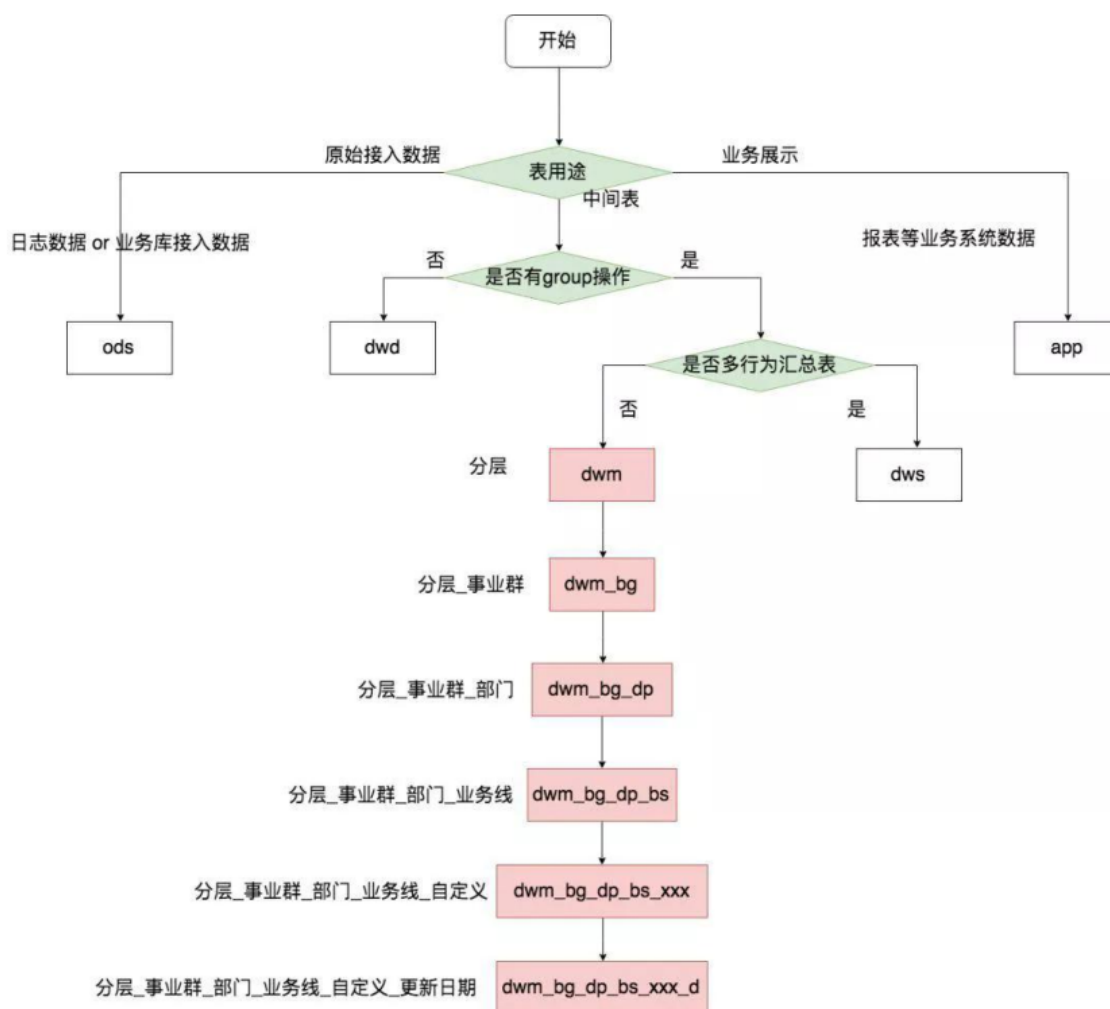 开始
原始接入数据
表用途
业务展示
中间表
日志数据 or 业务库接入数据
报表等业务系统数据
否
是否有group操作
是
ods
dwd
是否多行为汇总表
app
否
是
分层
dwm
dws
分层_事业群
dwm_bg
分层_事业群_部门
dwm_bg_dp
分层_事业群_部门_业务线
dwm_bg_dp_bs
分层_事业群_部门_业务线_自定义
dwm_bg_dp_bs_xxx
分层_事业群_部门_业务线_自定义_更新日期
dwm_bg_dp_bs_xxx_d